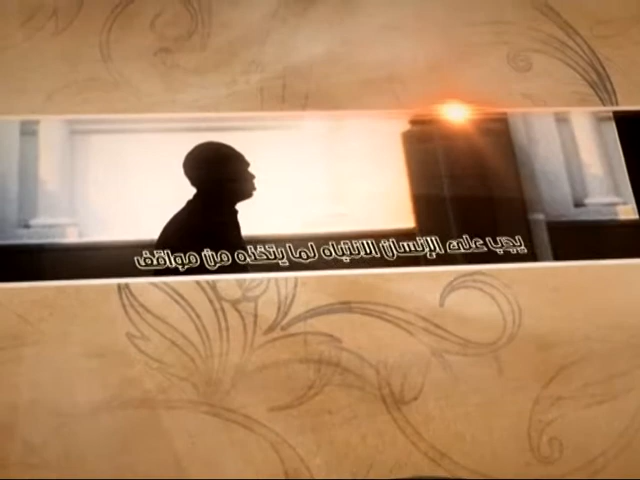 يجب على الإنسان الانتباه لما يتخذه من مواقف